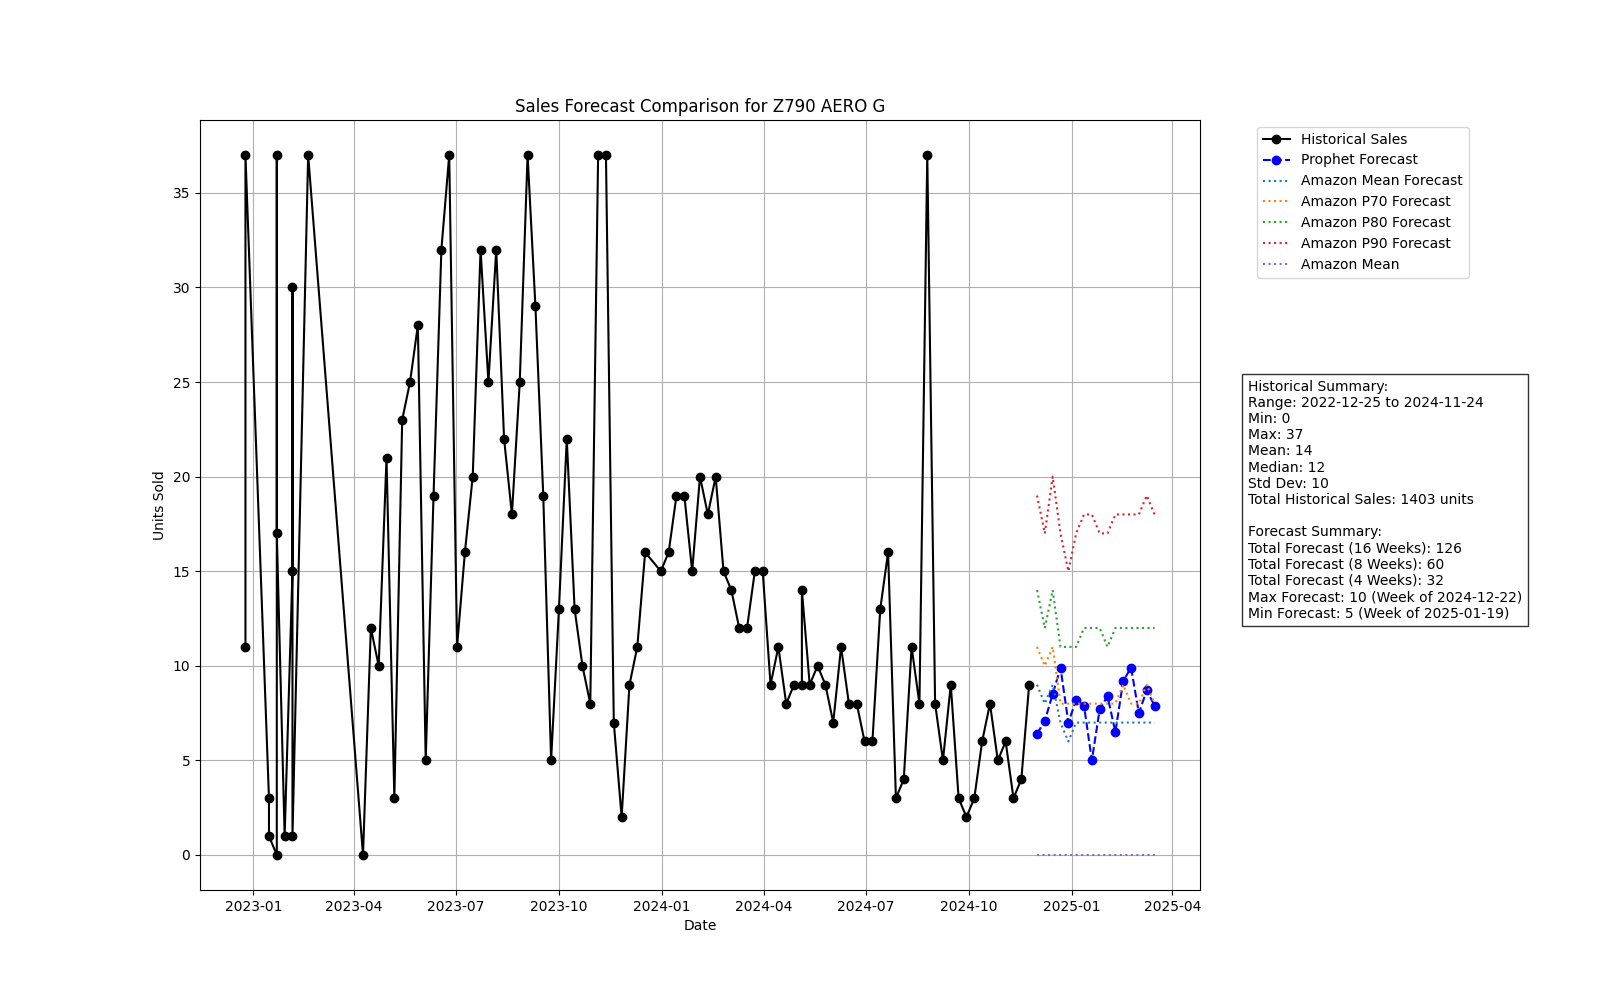 Sales Forecast Comparison for Z790 AERO G
Units Sold
35
30
25
20
15
10
5
0
2023-01
2023-04
2023-07
2023-10
2024-01
2024-04
2024-07
2024-10
2025-01
2025-04
Date
Historical Sales
Prophet Forecast
Amazon Mean Forecast
Amazon P70 Forecast
Amazon P80 Forecast
Amazon P90 Forecast
Amazon Mean
Historical Summary:
Range: 2022-12-25 to 2024-11-24
Min: 0
Max: 37
Mean: 14
Median: 12
Std Dev: 10
Total Historical Sales: 1403 units
Forecast Summary:
Total Forecast (16 Weeks): 126
Total Forecast (8 Weeks): 60
Total Forecast (4 Weeks): 32
Max Forecast: 10 (Week of 2024-12-22)
Min Forecast: 5 (Week of 2025-01-19)